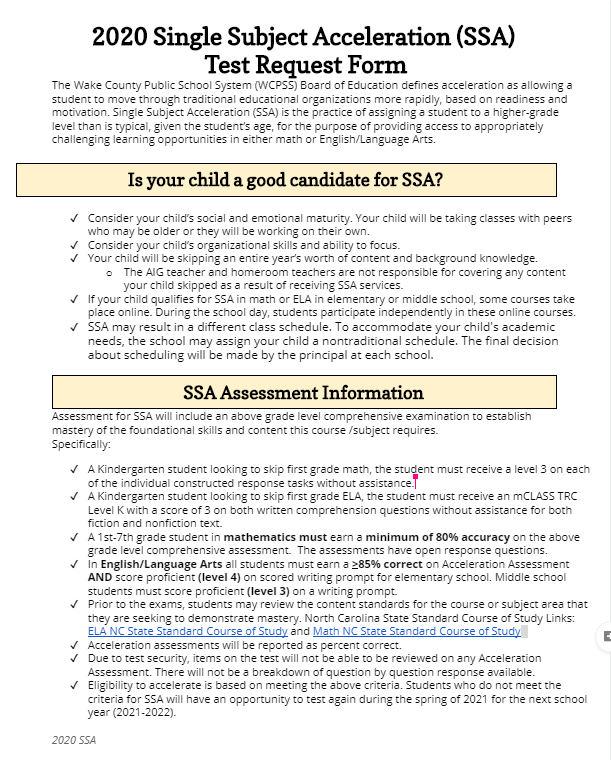 2020 Single Subject Acceleration (SSA)
Test Request Form
The Wake County Public School System (WCPSS) Board of Education defines acceleration as allowing a
student to move through traditional educational organizations more rapidly, based on readiness and
motivation. Single Subject Acceleration (SSA) is the practice of assigning a student to a higher-grade
level than is typical, given the student's age, for the purpose of providing access to appropriately
challenging learning opportunities in either math or English/Language Arts.
Is your child a good candidate for SSA?
✓ Consider your child's social and emotional maturity. Your child will be taking classes with peers
who may be older or they will be working on their own.
✓ Consider your child's organizational skills and ability to focus.
✓ Your child will be skipping an entire year's worth of content and background knowledge.
o The AIG teacher and homeroom teachers are not responsible for covering any content
your child skipped as a result of receiving SSA services.
✓ If your child qualifies for SSA in math or ELA in elementary or middle school, some courses take
place online. During the school day, students participate independently in these online courses.
✓ SSA may result in a different class schedule. To accommodate your child's academic
needs, the school may assign your child a nontraditional schedule. The final decision
about scheduling will be made by the principal at each school.
SSA Assessment Information
Assessment for SSA will include an above grade level comprehensive examination to establish
mastery of the foundational skills and content this course /subject requires.
Specifically:
✓ A Kindergarten student looking to skip first grade math, the student must receive a level 3 on each
of the individual constructed response tasks without assistance.
✓ A Kindergarten student looking to skip first grade ELA, the student must receive an mCLASS TRC
Level K with a score of 3 on both written comprehension questions without assistance for both
fiction and nonfiction text.
✓ A 1st-7th grade student in mathematics must earn a minimum of 80% accuracy on the above
grade level comprehensive assessment. The assessments have open response questions.
✓ In English/Language Arts all students must earn a ≥85% correct on Acceleration Assessment
AND score proficient (level 4) on scored writing prompt for elementary school. Middle school
students must score proficient (level 3) on a writing prompt.
✓ Prior to the exams, students may review the content standards for the course or subject area that
they are seeking to demonstrate mastery. North Carolina State Standard Course of Study Links:
ELA NC State Standard Course of Study and Math NC State Standard Course of Study
✓ Acceleration assessments will be reported as percent correct.
✓ Due to test security, items on the test will not be able to be reviewed on any Acceleration
Assessment. There will not be a breakdown of question by question response available.
✓ Eligibility to accelerate is based on meeting the above criteria. Students who do not meet the
criteria for SSA will have an opportunity to test again during the spring of 2021 for the next school
year (2021-2022).
2020 SSA